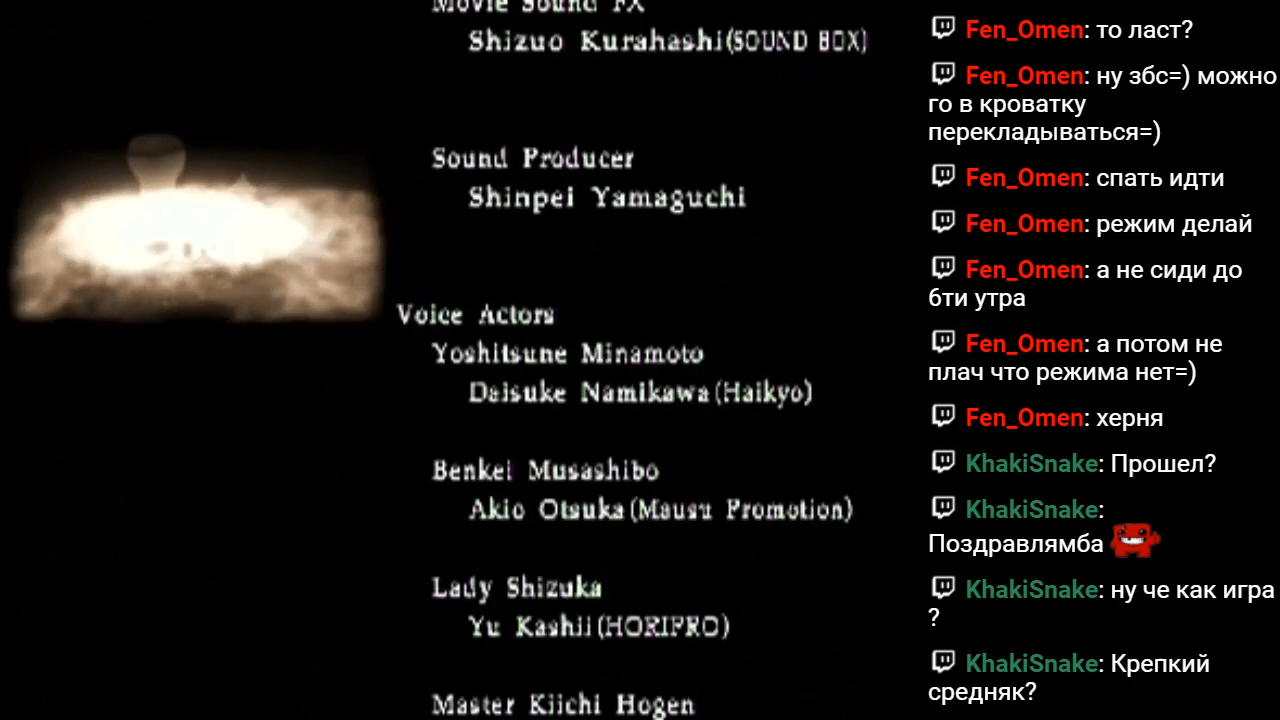 Movie Sound FX
Shizuo Kurahashi(SOUND BOX)
Sound Producer
Shinpei Yamaguchi
Voice Actors
Yoshitsune Minamoto
Daisuke Namikawa(Haikyo)
Benkei Musashibo
Akio Otsuka(Mausu Promotion)
Lady Shizuka
Yu Kashii(HORIPRO)
Master Kiichi Hogen
Fen_Omen: то ласт?
Fen_Omen: ну збс=) можно
го в кроватку
перекладываться=)
Fen_Omen: спать идти
Fen_Omen: режим делай
Fen_Omen: а не сиди до
6ти утра
Fen_Omen: а потом не
плач что режима нет=)
Fen_Omen: херня
KhakiSnake: Прошел?
KhakiSnake:
Поздравлямба
KhakiSnake: ну че как игра
?
KhakiSnake: Крепкий
средняк?